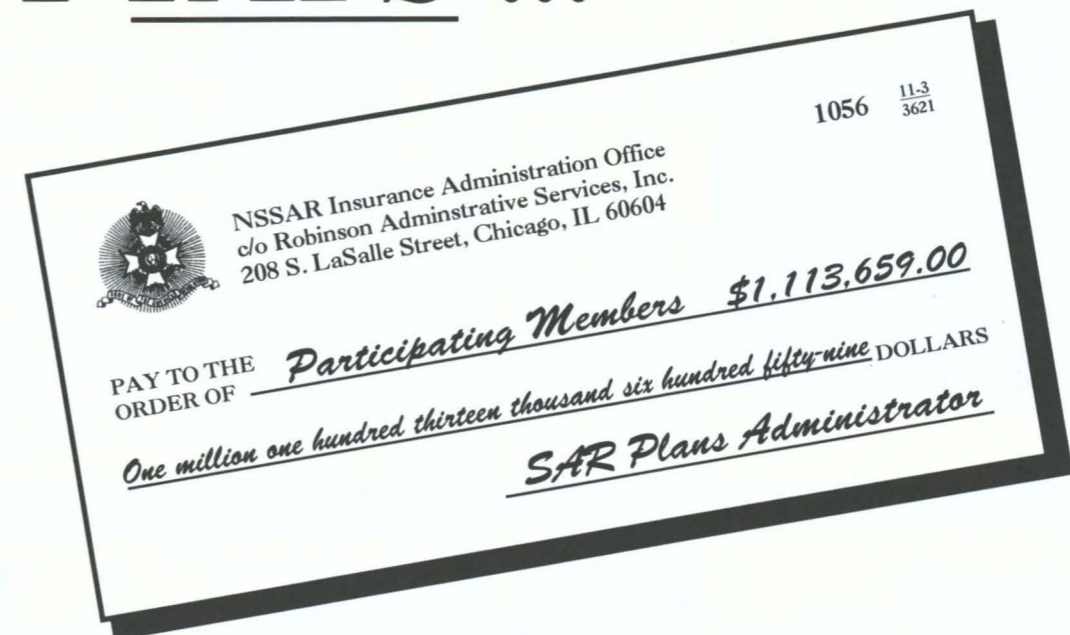 1056 11-3
3621
NSSAR Insurance Administration Office
c/o Robinson Adminstrative Services, Inc.
208 S. LaSalle Street, Chicago, IL 60604
PAY TO THE
ORDER OF Participating Members $1,113,659.00
One million one hundred thirteen thousand six hundred fifty-nine DOLLARS
SAR Plans Administrator